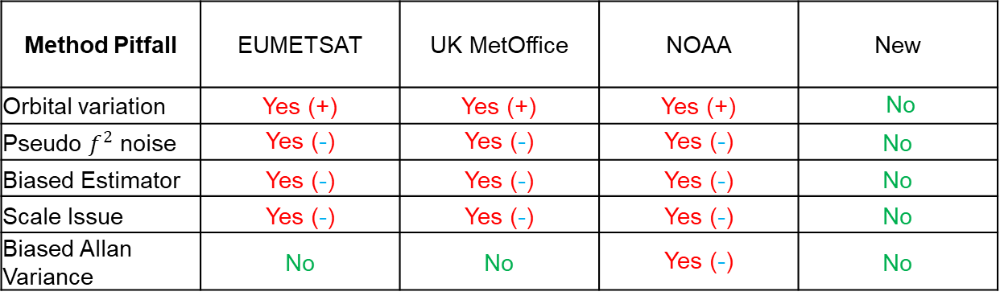 Method Pitfall EUMETSAT UK MetOffice NOAA New
Orbital variation Yes (+) Yes (+) Yes (+) No
Pseudo f² noise Yes (-) Yes (-) Yes (-) No
Biased Estimator Yes (-) Yes (-) Yes (-) No
Scale Issue Yes (-) Yes (-) Yes (-) No
Biased Allan
Variance No No Yes (-) No